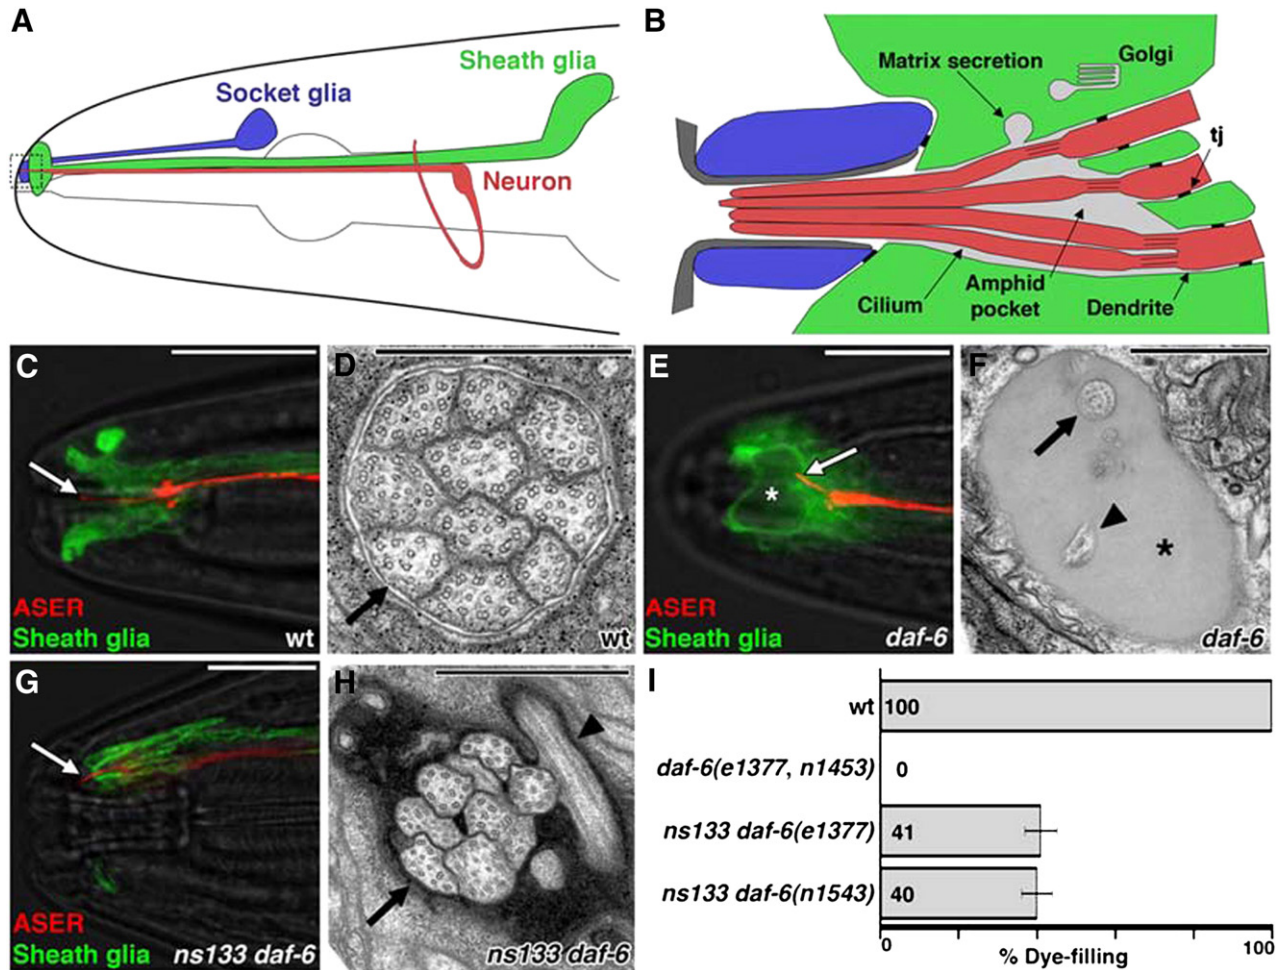 A
Sheath glia
Socket glia
Neuron
B
Matrix secretion
Golgi
tj
Cilium
Amphid
pocket
Dendrite
C
ASER
Sheath glia
wt
D
wt
E
*
ASER
Sheath glia
daf-6
F
*
daf-6
G
ASER
Sheath glia
ns133 daf-6
H
ns133 daf-6
I
wt
100
daf-6(e1377, n1453)
0
ns133 daf-6(e1377)
41
ns133 daf-6(n1543)
40
0
100
% Dye-filling